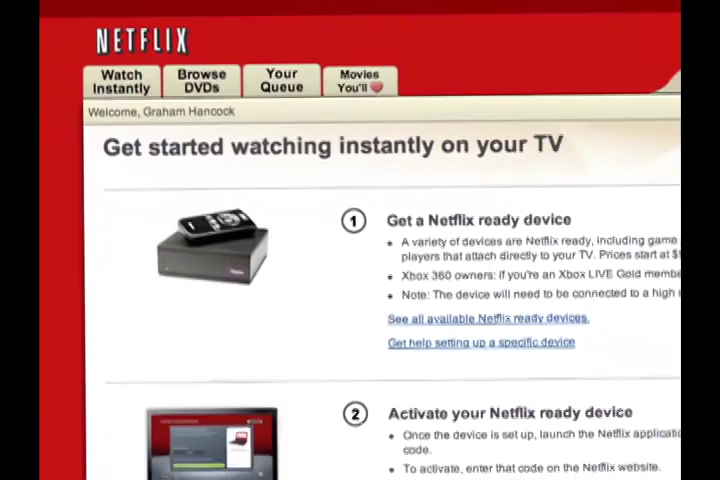 NETFLIX
Watch Instantly
Browse DVDs
Your Queue
Movies You'll
Welcome, Graham Hancock
Get started watching instantly on your TV
1
Get a Netflix ready device
A variety of devices are Netflix ready, including game
players that attach directly to your TV. Prices start at
Xbox 360 owners: if you're an Xbox LIVE Gold
Note: The device will need to be connected to a high
See all available Netflix ready devices.
Get help setting up a specific device
2
Activate your Netflix ready device
Once the device is set up, launch the Netflix
code.
To activate, enter that code on the Netflix website.